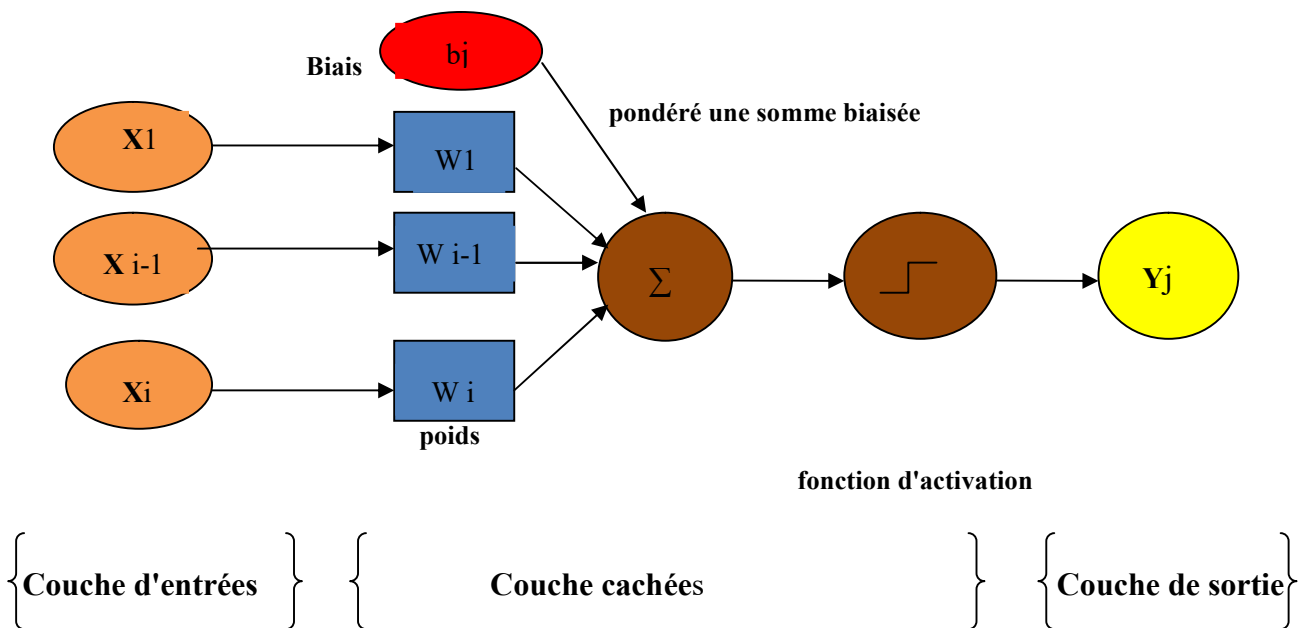 bj
Biais
pondéré une somme biaisée
X1
W1
X i-1
W i-1
∑
Yj
Xi
W i
poids
fonction d'activation
Couche d'entrées
Couche cachées
Couche de sortie